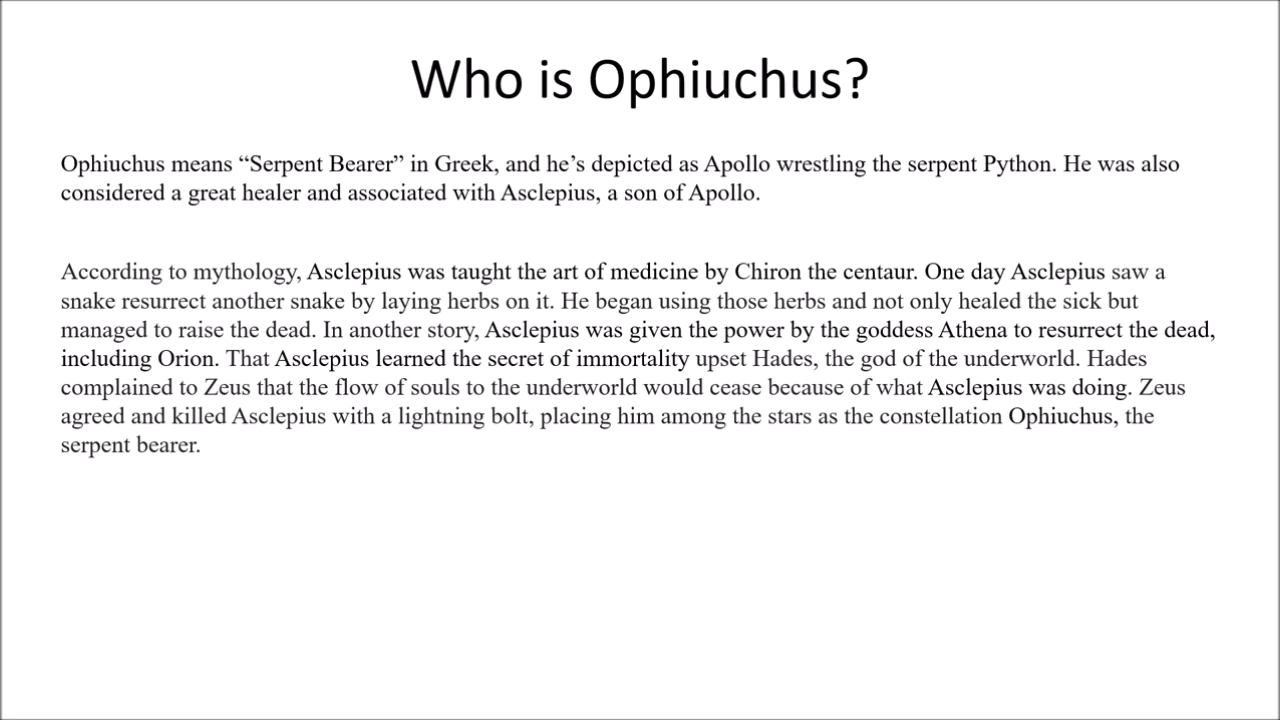 Who is Ophiuchus?
Ophiuchus means “Serpent Bearer” in Greek, and he’s depicted as Apollo wrestling the serpent Python. He was also
considered a great healer and associated with Asclepius, a son of Apollo.
According to mythology, Asclepius was taught the art of medicine by Chiron the centaur. One day Asclepius saw a
snake resurrect another snake by laying herbs on it. He began using those herbs and not only healed the sick but
managed to raise the dead. In another story, Asclepius was given the power by the goddess Athena to resurrect the dead,
including Orion. That Asclepius learned the secret of immortality upset Hades, the god of the underworld. Hades
complained to Zeus that the flow of souls to the underworld would cease because of what Asclepius was doing. Zeus
agreed and killed Asclepius with a lightning bolt, placing him among the stars as the constellation Ophiuchus, the
serpent bearer.